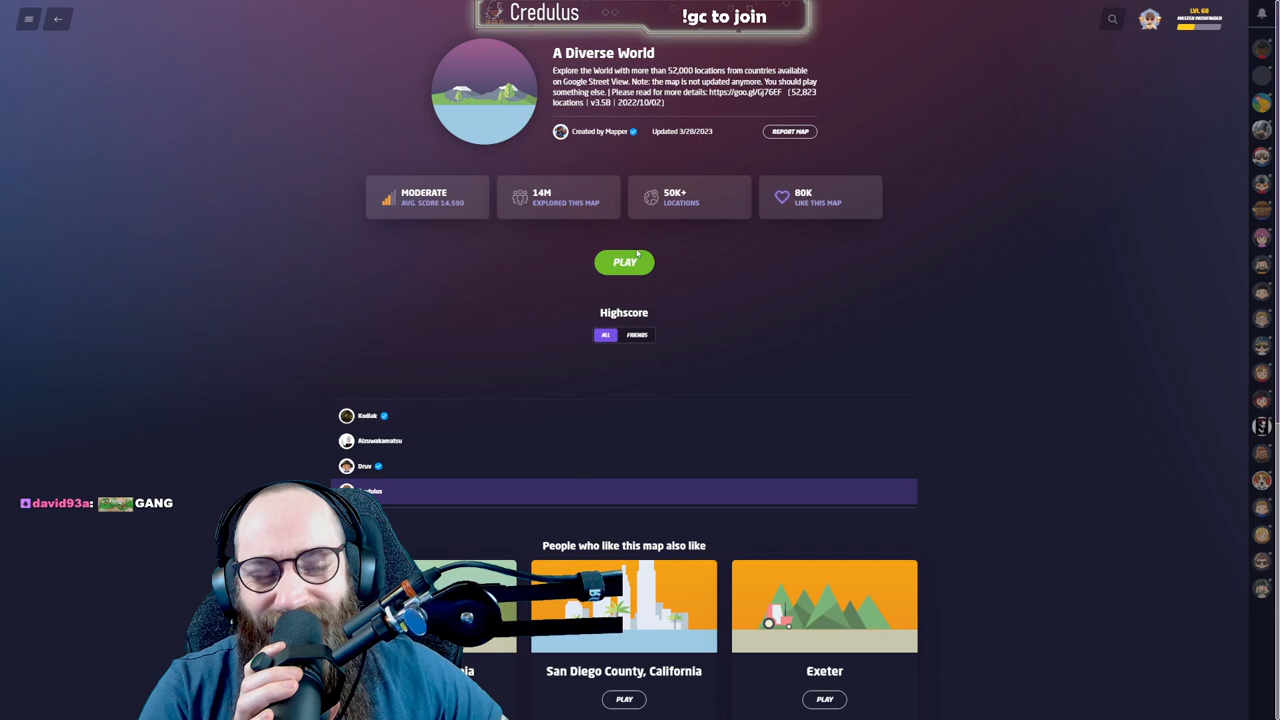 Credulus
!gc to join
LVL 68
MASTER PATHFINDER
A Diverse World
Explore the World with more than 52,000 locations from countries available
on Google Street View. Note: the map is not updated anymore. You should play
something else. | Please read for more details: https://goo.gl/Gj76EF (52,823
locations | v3.5B | 2022/10/02)
Created by Mapper
Updated 3/28/2023
REPORT MAP
MODERATE
AVG. SCORE 14,590
14M
EXPLORED THIS MAP
50K+
LOCATIONS
80K
LIKE THIS MAP
PLAY
Highscore
ALL
FRIENDS
Kodiak
Aizuwakamatsu
Druv
david93a: GANG
People who like this map also like
San Diego County, California
Exeter
PLAY
PLAY